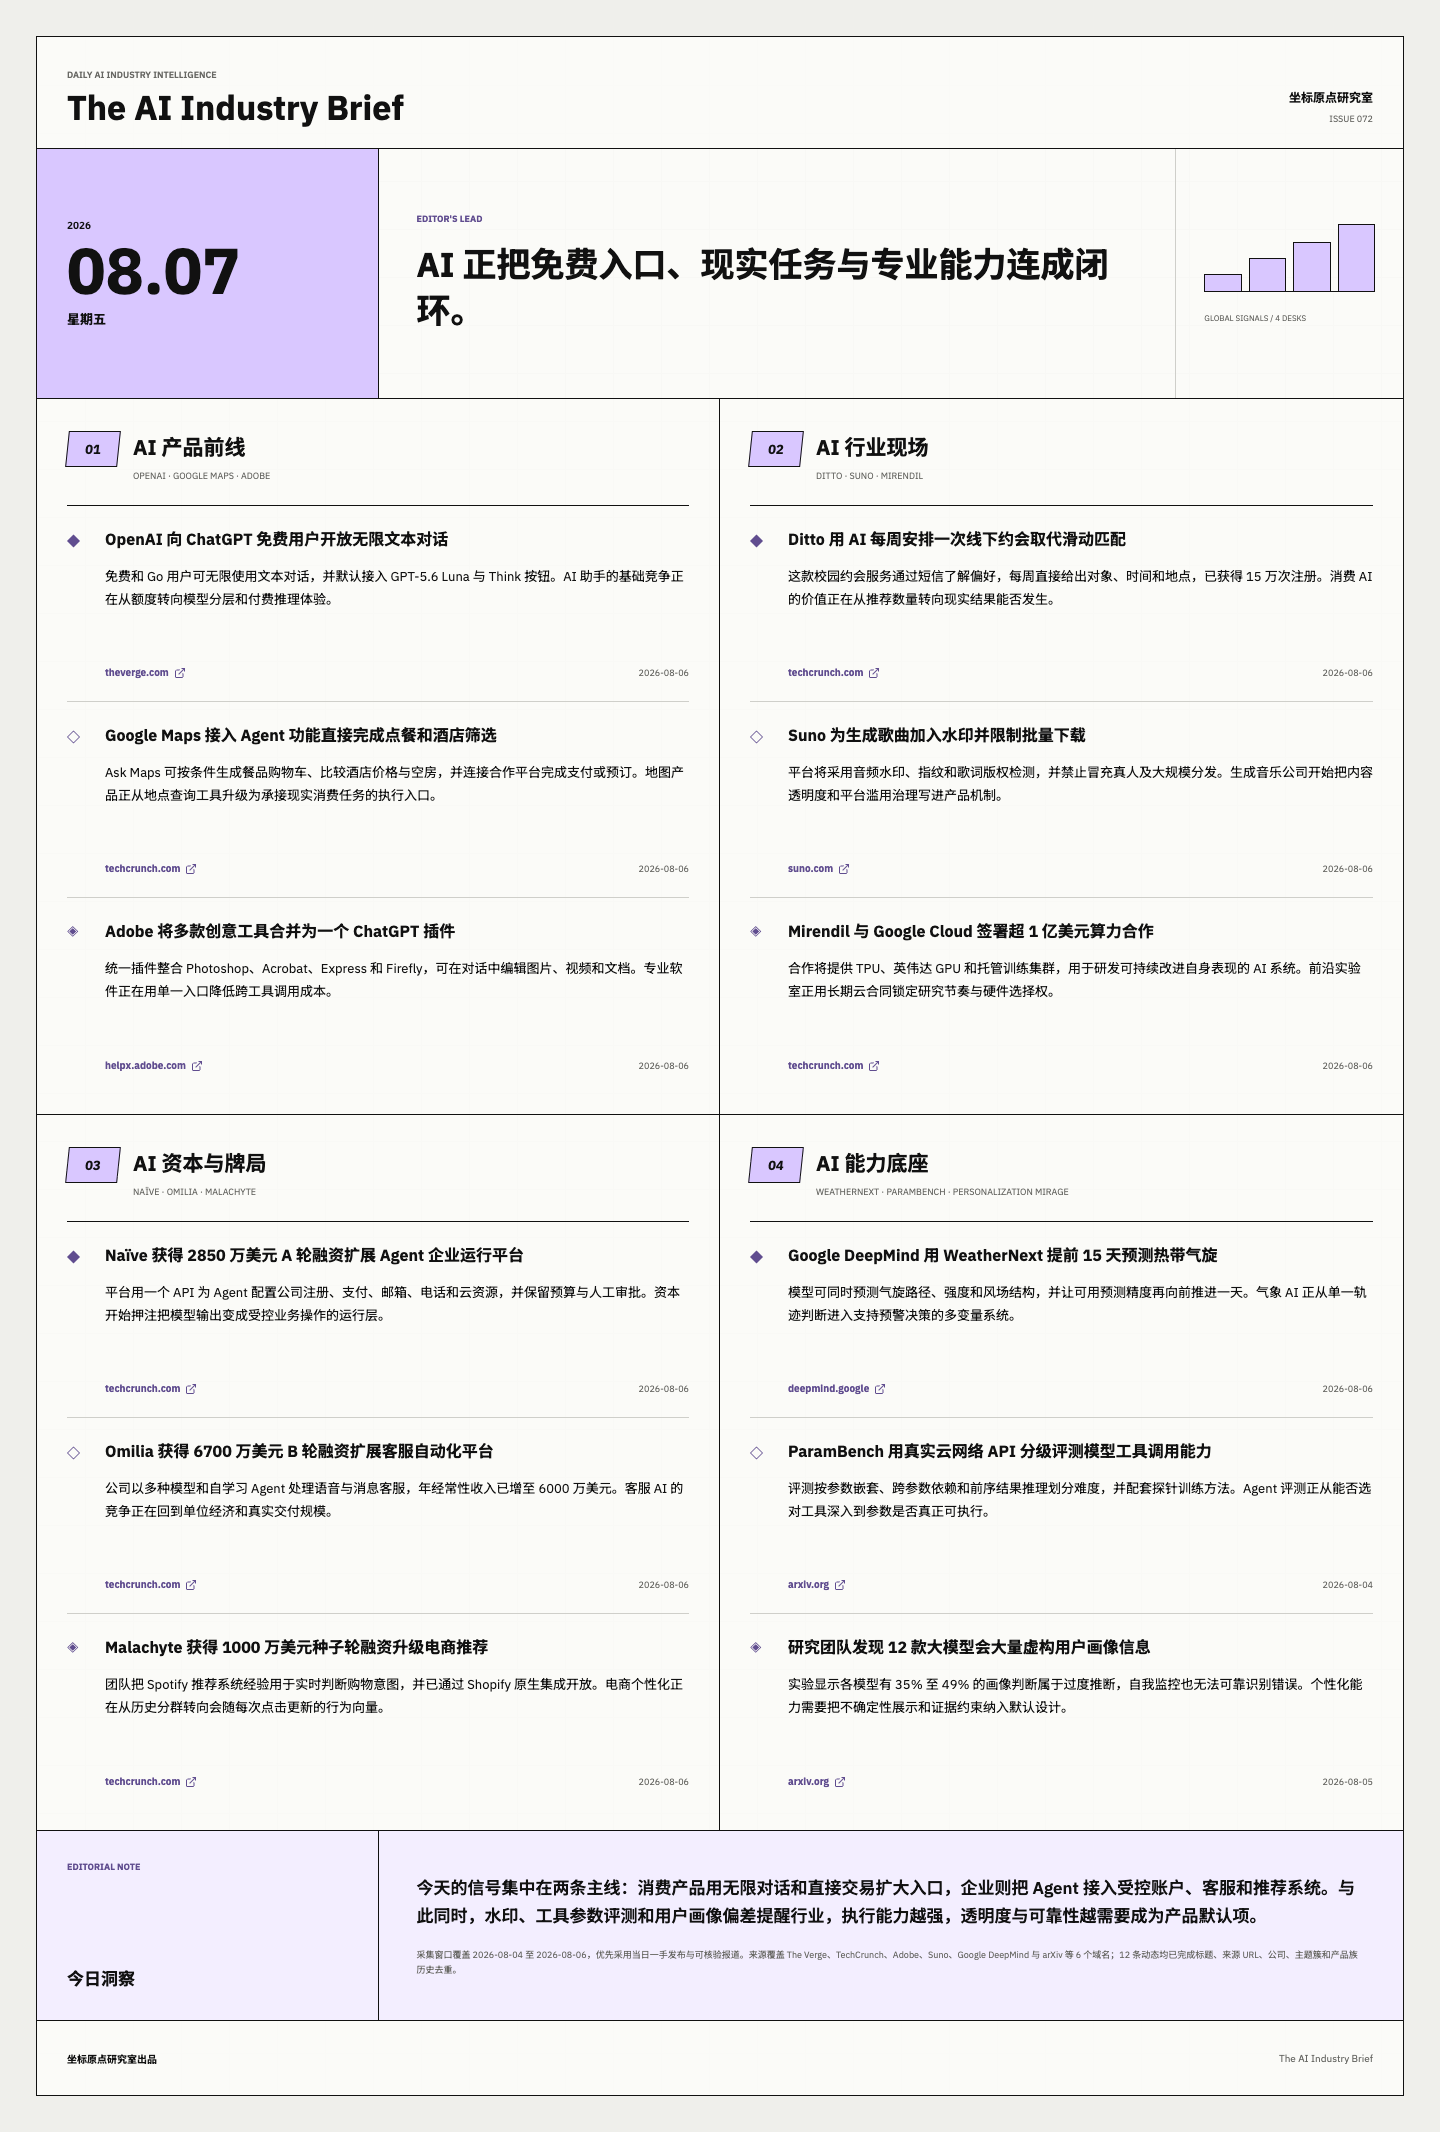 DAILY AI INDUSTRY INTELLIGENCE
The AI Industry Brief
坐标原点研究室
ISSUE 072
2026
08.07
星期五
EDITOR'S LEAD
AI 正把免费入口、现实任务与专业能力连成闭
环。
GLOBAL SIGNALS / 4 DESKS
01
AI 产品前线
OPENAI · GOOGLE MAPS · ADOBE
OpenAI 向 ChatGPT 免费用户开放无限文本对话
免费和 Go 用户可无限使用文本对话，并默认接入 GPT-5.6 Luna 与 Think 按钮。AI 助手的基础竞争正
在从额度转向模型分层和付费推理体验。
theverge.com
2026-08-06
Google Maps 接入 Agent 功能直接完成点餐和酒店筛选
Ask Maps 可按条件生成餐品购物车、比较酒店价格与空房，并连接合作平台完成支付或预订。地图产
品正从地点查询工具升级为承接现实消费任务的执行入口。
techcrunch.com
2026-08-06
Adobe 将多款创意工具合并为一个 ChatGPT 插件
统一插件整合 Photoshop、Acrobat、Express 和 Firefly，可在对话中编辑图片、视频和文档。专业软
件正在用单一入口降低跨工具调用成本。
helpx.adobe.com
2026-08-06
02
AI 行业现场
DITTO · SUNO · MIRENDIL
Ditto 用 AI 每周安排一次线下约会取代滑动匹配
这款校园约会服务通过短信了解偏好，每周直接给出对象、时间和地点，已获得 15 万次注册。消费 AI
的价值正在从推荐数量转向现实结果能否发生。
techcrunch.com
2026-08-06
Suno 为生成歌曲加入水印并限制批量下载
平台将采用音频水印、指纹和歌词版权检测，并禁止冒充真人及大规模分发。生成音乐公司开始把内容
透明度和平台滥用治理写进产品机制。
suno.com
2026-08-06
Mirendil 与 Google Cloud 签署超 1 亿美元算力合作
合作将提供 TPU、英伟达 GPU 和托管训练集群，用于研发可持续改进自身表现的 AI 系统。前沿实验
室正用长期云合同锁定研究节奏与硬件选择权。
techcrunch.com
2026-08-06
03
AI 资本与牌局
NAÏVE · OMILIA · MALACHYTE
Naïve 获得 2850 万美元 A 轮融资扩展 Agent 企业运行平台
平台用一个 API 为 Agent 配置公司注册、支付、邮箱、电话和云资源，并保留预算与人工审批。资本
开始押注把模型输出变成受控业务操作的运行层。
techcrunch.com
2026-08-06
Omilia 获得 6700 万美元 B 轮融资扩展客服自动化平台
公司以多种模型和自学习 Agent 处理语音与消息客服，年经常性收入已增至 6000 万美元。客服 AI 的
竞争正在回到单位经济和真实交付规模。
techcrunch.com
2026-08-06
Malachyte 获得 1000 万美元种子轮融资升级电商推荐
团队把 Spotify 推荐系统经验用于实时判断购物意图，并已通过 Shopify 原生集成开放。电商个性化正
在从历史分群转向会随每次点击更新的行为向量。
techcrunch.com
2026-08-06
04
AI 能力底座
WEATHERNEXT · PARAMBENCH · PERSONALIZATION MIRAGE
Google DeepMind 用 WeatherNext 提前 15 天预测热带气旋
模型可同时预测气旋路径、强度和风场结构，并让可用预测精度再向前推进一天。气象 AI 正从单一轨
迹判断进入支持预警决策的多变量系统。
deepmind.google
2026-08-06
ParamBench 用真实云网络 API 分级评测模型工具调用能力
评测按参数嵌套、跨参数依赖和前序结果推理划分难度，并配套探针训练方法。Agent 评测正从能否选
对工具深入到参数是否真正可执行。
arxiv.org
2026-08-04
研究团队发现 12 款大模型会大量虚构用户画像信息
实验显示各模型有 35% 至 49% 的画像判断属于过度推断，自我监控也无法可靠识别错误。个性化能
力需要把不确定性展示和证据约束纳入默认设计。
arxiv.org
2026-08-05
EDITORIAL NOTE
今日洞察
今天的信号集中在两条主线：消费产品用无限对话和直接交易扩大入口，企业则把 Agent 接入受控账户、客服和推荐系统。与
此同时，水印、工具参数评测和用户画像偏差提醒行业，执行能力越强，透明度与可靠性越需要成为产品默认项。
采集窗口覆盖 2026-08-04 至 2026-08-06，优先采用当日一手发布与可核验报道。来源覆盖 The Verge、TechCrunch、Adobe、Suno、Google DeepMind 与 arXiv 等 6 个域名；12 条动态均已完成标题、来源 URL、公司、主题簇和产品族
历史去重。
坐标原点研究室出品
The AI Industry Brief